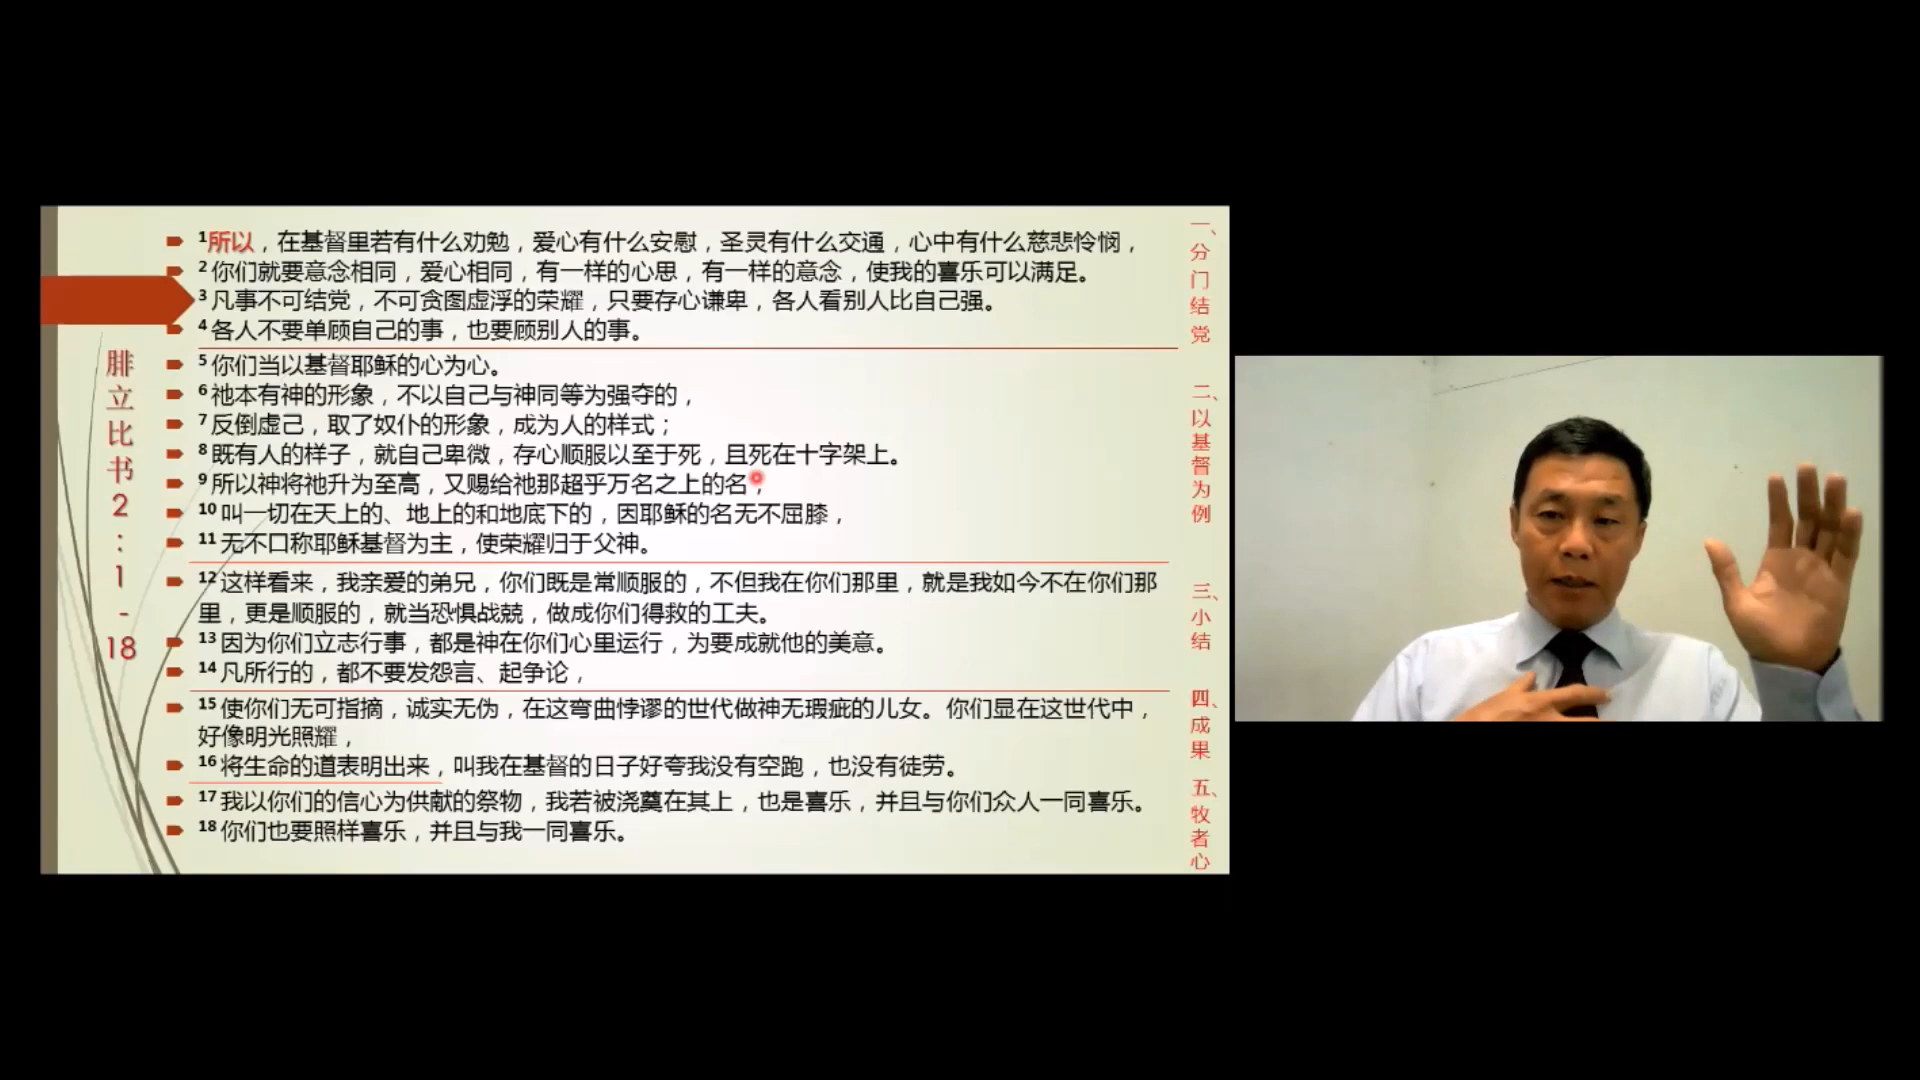 腓立比书2:1-18
1所以，在基督里若有什么劝勉，爱心有什么安慰，圣灵有什么交通，心中有什么慈悲怜悯，
2 你们就要意念相同，爱心相同，有一样的心思，有一样的意念，使我的喜乐可以满足。
3 凡事不可结党，不可贪图虚浮的荣耀，只要存心谦卑，各人看别人比自己强。
4 各人不要单顾自己的事，也要顾别人的事。
5 你们当以基督耶稣的心为心。
6 祂本有神的形象，不以自己与神同等为强夺的，
7 反倒虚己，取了奴仆的形象，成为人的样式；
8 既有人的样子，就自己卑微，存心顺服以至于死，且死在十字架上。
9 所以神将祂升为至高，又赐给祂那超乎万名之上的名，
10 叫一切在天上的、地上的和地底下的，因耶稣的名无不屈膝，
11 无不口称耶稣基督为主，使荣耀归于父神。
12 这样看来，我亲爱的弟兄，你们既是常顺服的，不但我在你们那里，就是我如今不在你们那
里，更是顺服的，就当恐惧战兢，做成你们得救的工夫。
13 因为你们立志行事，都是神在你们心里运行，为要成就他的美意。
14 凡所行的，都不要发怨言、起争论，
15 使你们无可指摘，诚实无伪，在这弯曲悖谬的世代做神无瑕疵的儿女。你们显在这世代中，
好像明光照耀，
16 将生命的道表明出来，叫我在基督的日子好夸我没有空跑，也没有徒劳。
17 我以你们的信心为供献的祭物，我若被浇奠在其上，也是喜乐，并且与你们众人一同喜乐。
18 你们也要照样喜乐，并且与我一同喜乐。
一、分门结党
二、以基督为例
三、小结
四、成果
五、牧者心